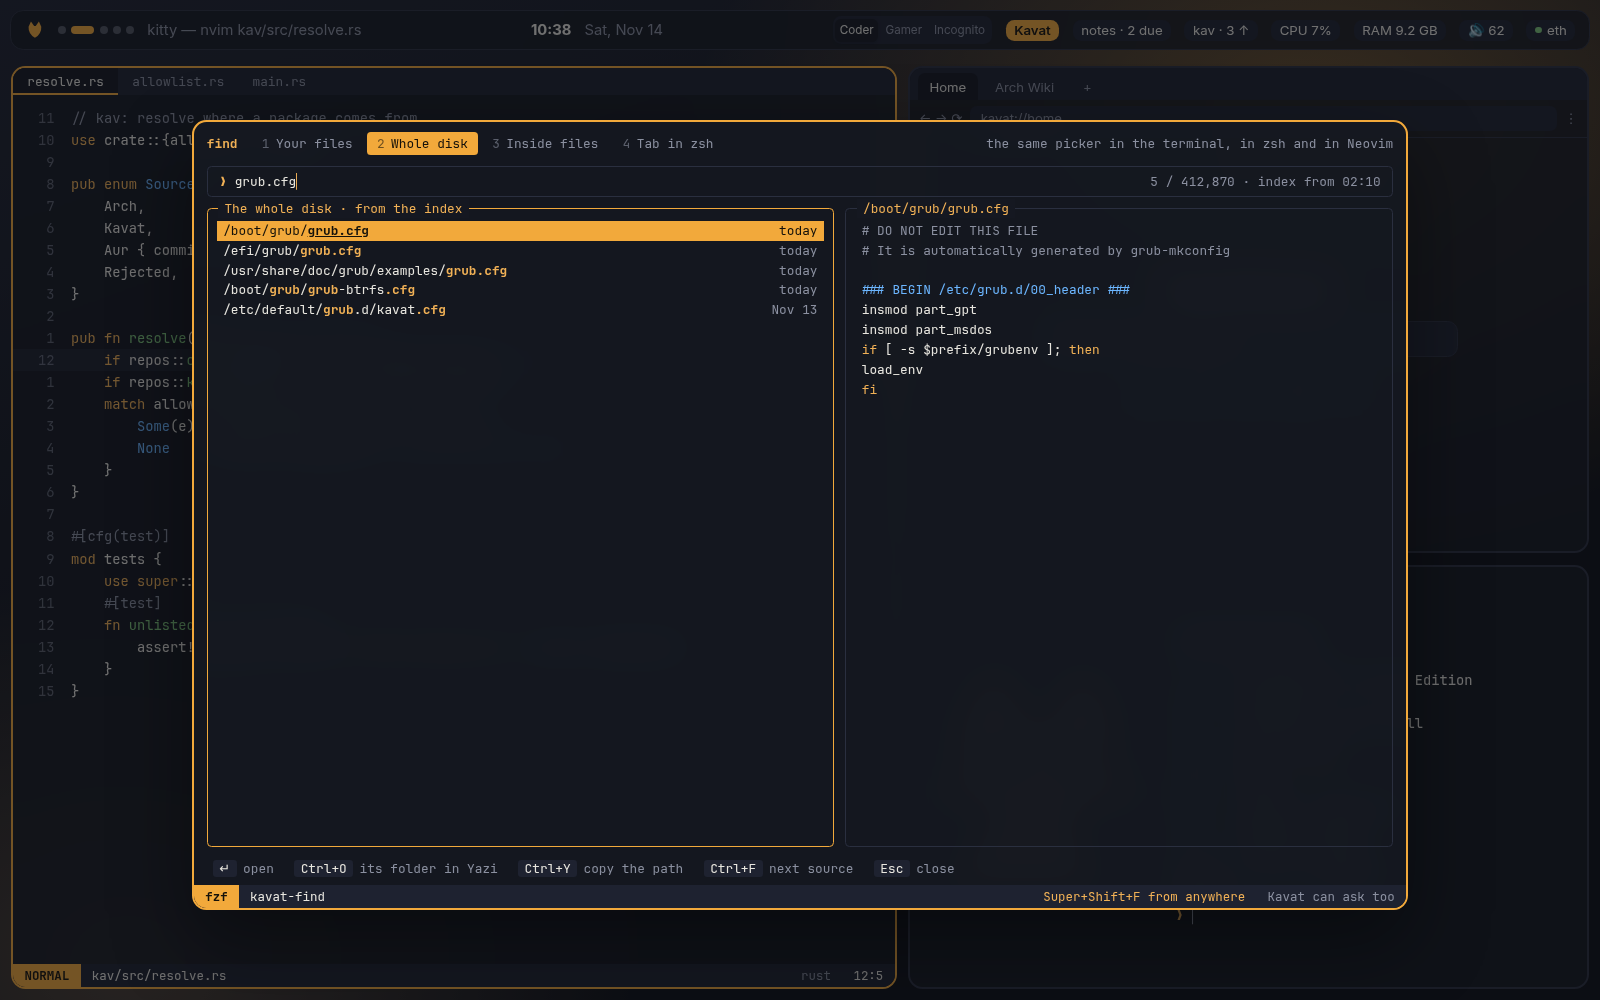 kitty — nvim kav/src/resolve.rs
10:38 Sat, Nov 14
Coder Gamer Incognito
Kavat
notes · 2 due
kav · 3 ↑
CPU 7%
RAM 9.2 GB
🔊 62
eth
resolve.rs allowlist.rs main.rs
11 // kav: resolve where a package comes from
10 use crate::{all
9
8 pub enum Source
7 Arch,
6 Kavat,
5 Aur { commi
4 Rejected,
3 }
2
1 pub fn resolve(
12 if repos::
1 if repos::k
2 match allow
3 Some(e)
4 None
5 }
6 }
7
8 #[cfg(test)]
9 mod tests {
10 use super::
11 #[test]
12 fn unlisted
13 assert!
14 }
15 }
NORMAL kav/src/resolve.rs rust 12:5
Home Arch Wiki +
← → ⟳ kavat://home ⋮
Edition
ll
❫
find 1 Your files 2 Whole disk 3 Inside files 4 Tab in zsh the same picker in the terminal, in zsh and in Neovim
❫ grub.cfg 5 / 412,870 · index from 02:10
The whole disk · from the index
/boot/grub/grub.cfg today
/efi/grub/grub.cfg today
/usr/share/doc/grub/examples/grub.cfg today
/boot/grub/grub-btrfs.cfg today
/etc/default/grub.d/kavat.cfg Nov 13
/boot/grub/grub.cfg
# DO NOT EDIT THIS FILE
# It is automatically generated by grub-mkconfig
### BEGIN /etc/grub.d/00_header ###
insmod part_gpt
insmod part_msdos
if [ -s $prefix/grubenv ]; then
load_env
fi
↵ open Ctrl+O its folder in Yazi Ctrl+Y copy the path Ctrl+F next source Esc close
fzf kavat-find Super+Shift+F from anywhere Kavat can ask too